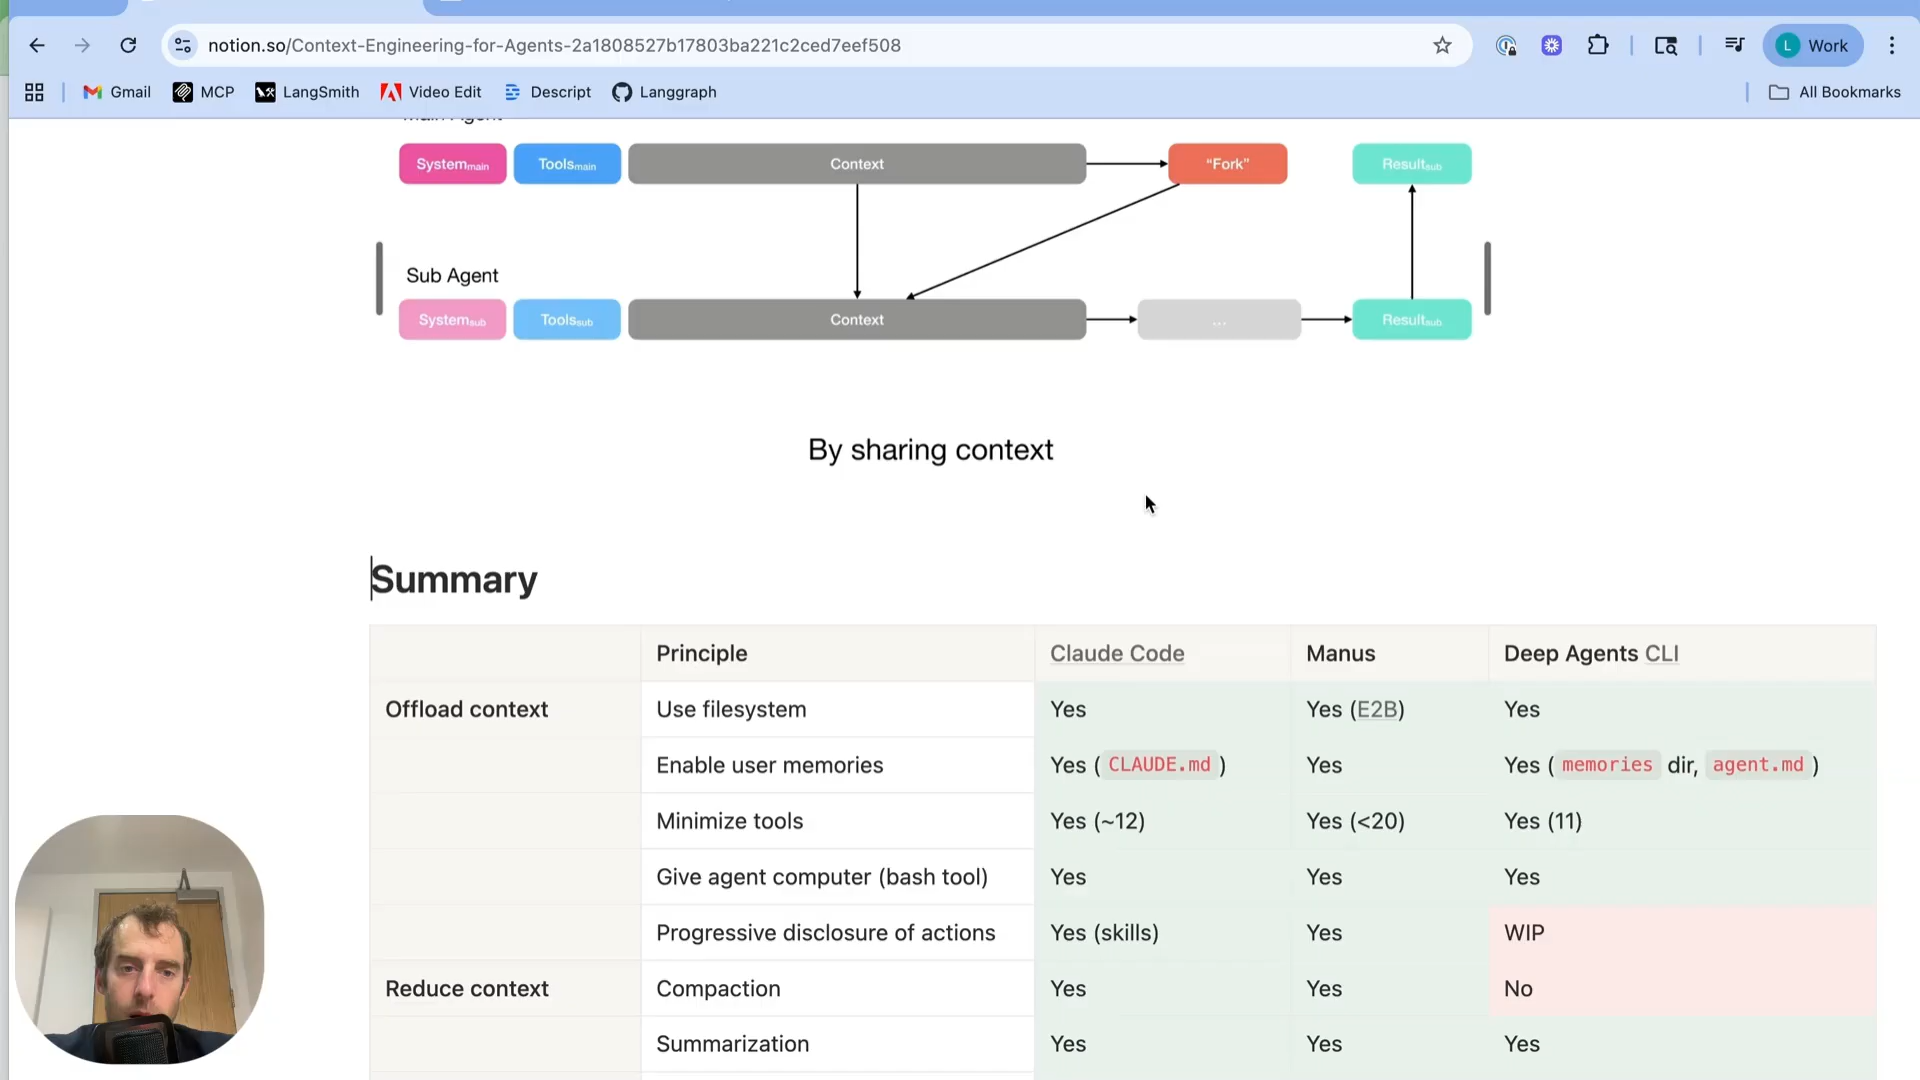 notion.so/Context-Engineering-for-Agents-2a1808527b17803ba221c2ced7eef508
L Work
Gmail MCP LangSmith Video Edit Descript Langgraph All Bookmarks
Main Agent
Systemmain Toolsmain Context “Fork” Resultsub
Sub Agent
Systemsub Toolssub Context ... Resultsub
By sharing context
Summary
Principle Claude Code Manus Deep Agents CLI
Offload context Use filesystem Yes Yes (E2B) Yes
Enable user memories Yes ( CLAUDE.md ) Yes Yes ( memories dir, agent.md )
Minimize tools Yes (~12) Yes (<20) Yes (11)
Give agent computer (bash tool) Yes Yes Yes
Progressive disclosure of actions Yes (skills) Yes WIP
Reduce context Compaction Yes Yes No
Summarization Yes Yes Yes